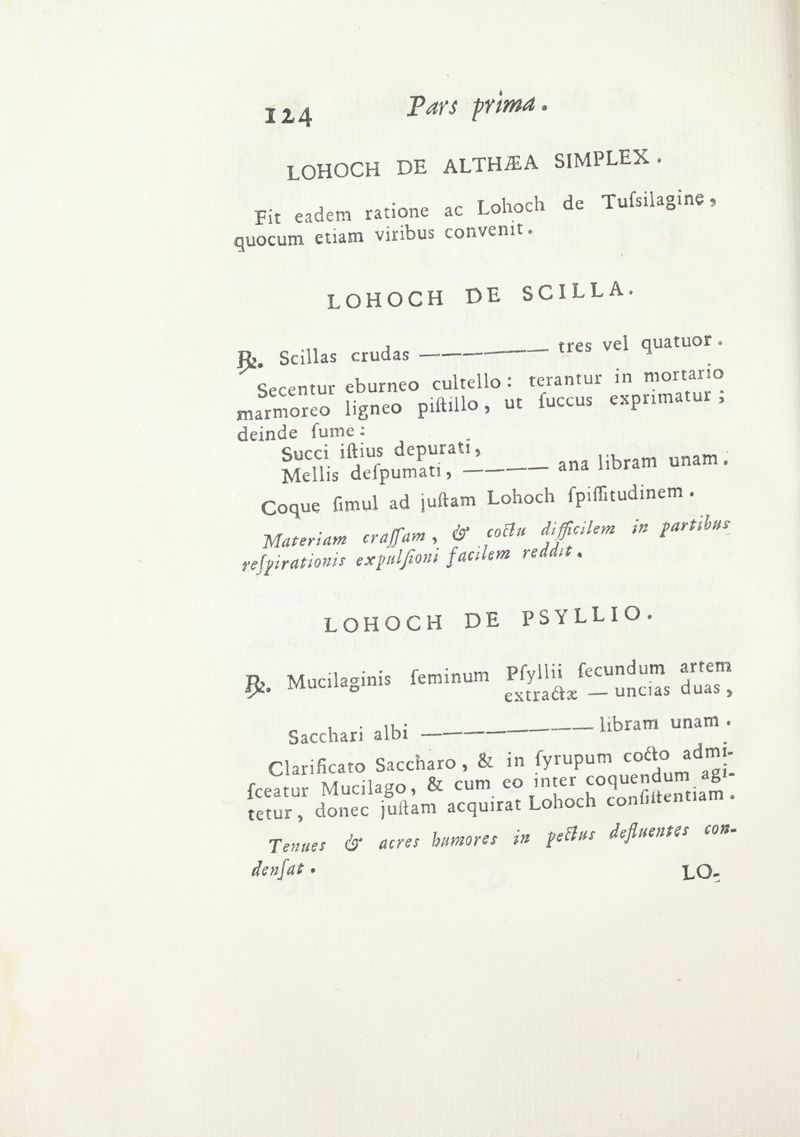 124 Pars prima.
LOHOCH DE ALTHÆA SIMPLEX.
Fit eadem ratione ac Lohoch de Tuſsilagine,
quocum etiam viribus convenit.
LOHOCH DE SCILLA.
℞. Scillas crudas ———— tres vel quatuor.
Secentur eburneo cultello: terantur in mortario
marmoreo ligneo piſtillo, ut ſuccus exprimatur;
deinde ſume:
Succi iſtius depurati,
Mellis deſpumati, ———— ana libram unam.
Coque ſimul ad juſtam Lohoch ſpiſſitudinem.
Materiam craſſam, & coctu difficilem in partibus
reſpirationis expulſioni facilem reddit.
LOHOCH DE PSYLLIO.
℞. Mucilaginis ſeminum Pſyllii ſecundum artem
extractæ — uncias duas,
Sacchari albi ———— libram unam.
Clarificato Saccharo, & in ſyrupum cocto admi-
ſceatur Mucilago, & cum eo inter coquendum agi-
tetur, donec juſtam acquirat Lohoch conſiſtentiam.
Tenues & acres humores in pectus defluentes con-
denſat.
LO-